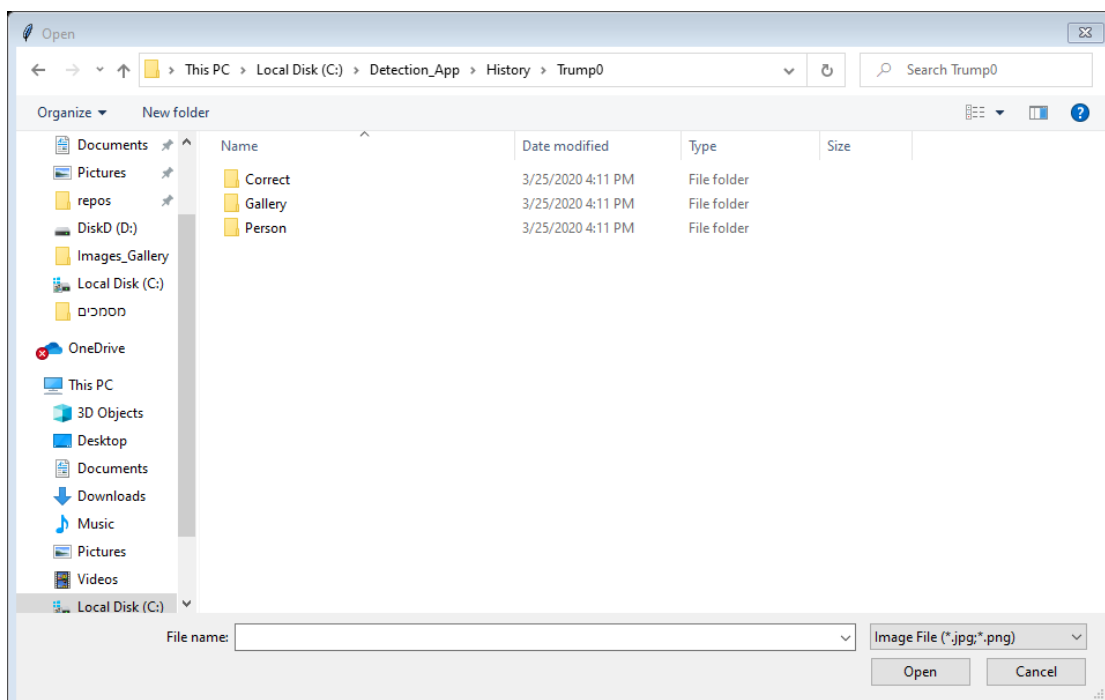 Open
This PC > Local Disk (C:) > Detection_App > History > Trump0
Search Trump0
Organize
New folder
Name
Date modified
Type
Size
Correct 3/25/2020 4:11 PM File folder
Gallery 3/25/2020 4:11 PM File folder
Person 3/25/2020 4:11 PM File folder
Documents
Pictures
repos
DiskD (D:)
Images_Gallery
Local Disk (C:)
מסמכים
OneDrive
This PC
3D Objects
Desktop
Documents
Downloads
Music
Pictures
Videos
Local Disk (C:)
File name:
Image File (*.jpg;*.png)
Open
Cancel